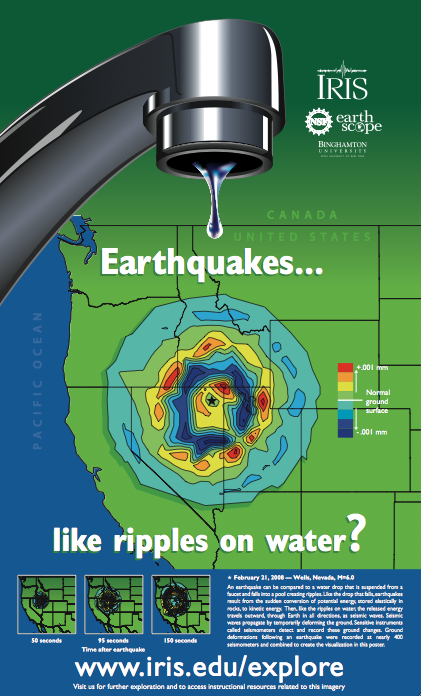 IRIS
NSF
earth
scope
BINGHAMTON
UNIVERSITY
CANADA
UNITED STATES
Earthquakes...
PACIFIC OCEAN
+.001 mm
Normal
ground
surface
-.001 mm
like ripples on water?
50 seconds
95 seconds
150 seconds
Time after earthquake
February 21, 2008 — Wells, Nevada, M=6.0
An earthquake can be compared to a water drop that is suspended from a
faucet and falls into a pool creating ripples. Like the drop that falls, earthquakes
result from the sudden conversion of potential energy, stored elastically in
rocks, to kinetic energy. Then, like the ripples on water, the released energy
travels outward, through Earth in all directions, as seismic waves. Seismic
waves propagate by temporarily deforming the ground. Sensitive instruments
called seismometers detect and record these ground changes. Ground
deformations following an earthquake were recorded at nearly 400
seismometers and combined to create the visualization in this poster.
www.iris.edu/explore
Visit us for further exploration and to access instructional resources related to this imagery